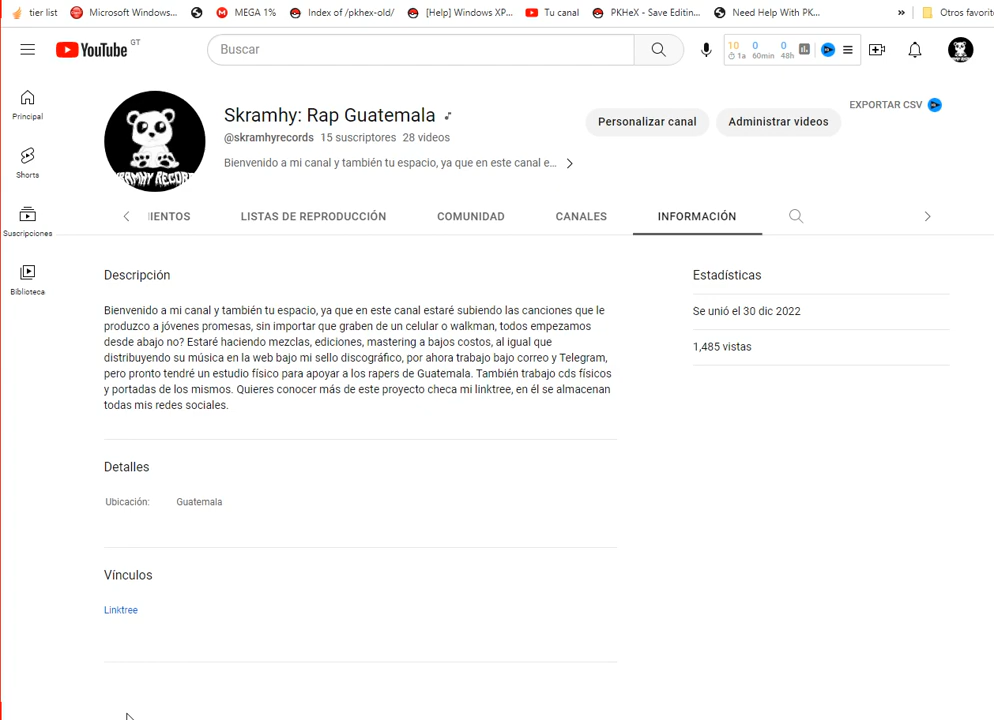 tier list Microsoft Windows... MEGA 1% Index of /pkhex-old/ [Help] Windows XP... Tu canal PKHeX - Save Editin... Need Help With PK... » Otros favorit
YouTube GT
Buscar
10 0 0
1a 60min 48h
Principal
Shorts
Suscripciones
Biblioteca
SKRAMHY RECORDS
Skramhy: Rap Guatemala
@skramhyrecords 15 suscriptores 28 videos
Bienvenido a mi canal y también tu espacio, ya que en este canal e...
Personalizar canal
Administrar videos
EXPORTAR CSV
IENTOS LISTAS DE REPRODUCCIÓN COMUNIDAD CANALES INFORMACIÓN
Descripción
Bienvenido a mi canal y también tu espacio, ya que en este canal estaré subiendo las canciones que le
produzco a jóvenes promesas, sin importar que graben de un celular o walkman, todos empezamos
desde abajo no? Estaré haciendo mezclas, ediciones, mastering a bajos costos, al igual que
distribuyendo su música en la web bajo mi sello discográfico, por ahora trabajo bajo correo y Telegram,
pero pronto tendré un estudio físico para apoyar a los rapers de Guatemala. También trabajo cds físicos
y portadas de los mismos. Quieres conocer más de este proyecto checa mi linktree, en él se almacenan
todas mis redes sociales.
Detalles
Ubicación: Guatemala
Vínculos
Linktree
Estadísticas
Se unió el 30 dic 2022
1,485 vistas